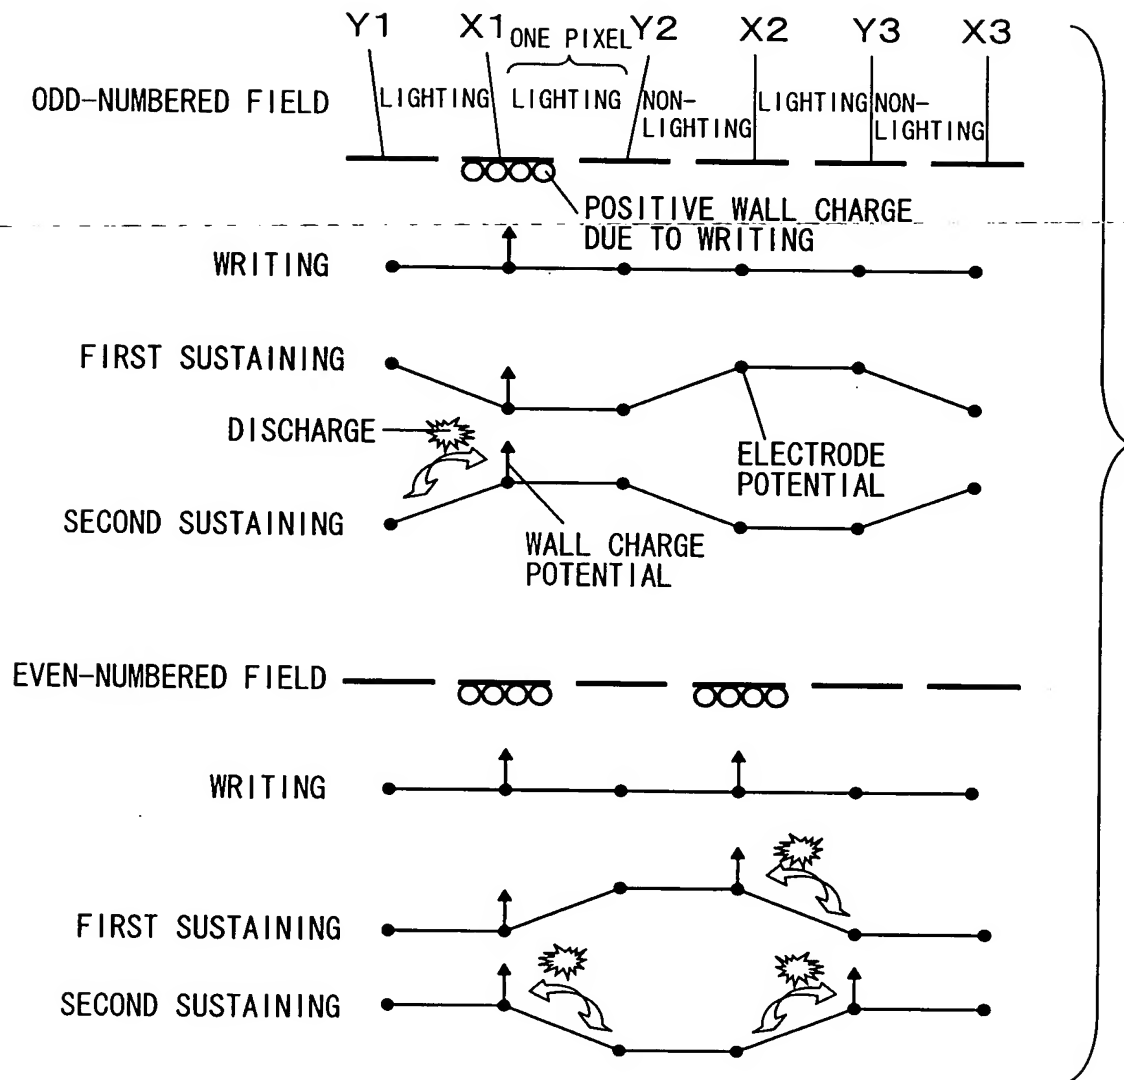 Y1 X1 ONE PIXEL Y2 X2 Y3 X3
ODD-NUMBERED FIELD
LIGHTING LIGHTING NON-LIGHTING LIGHTING NON-LIGHTING
POSITIVE WALL CHARGE
DUE TO WRITING
WRITING
FIRST SUSTAINING
DISCHARGE
ELECTRODE
POTENTIAL
SECOND SUSTAINING
WALL CHARGE
POTENTIAL
EVEN-NUMBERED FIELD
WRITING
FIRST SUSTAINING
SECOND SUSTAINING